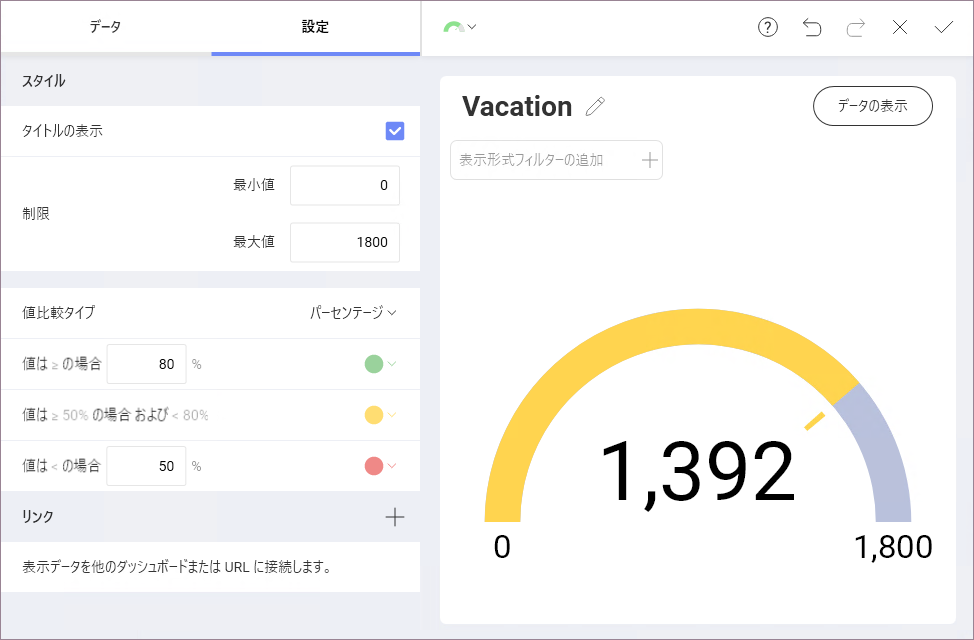 データ
設定
スタイル
タイトルの表示
制限
最小値
0
最大値
1800
値比較タイプ
パーセンテージ
値は ≥ の場合 80 %
値は ≥ 50% の場合 および < 80%
値は < の場合 50 %
リンク
表示データを他のダッシュボードまたは URL に接続します。
?
Vacation
データの表示
表示形式フィルターの追加
1,392
0
1,800